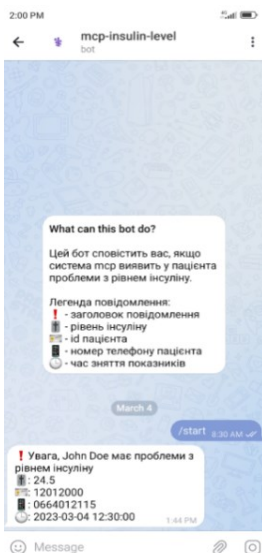 2:00 PM
mcp-insulin-level
bot
What can this bot do?
Цей бот сповістить вас, якщо
система mcp виявить у пацієнта
проблеми з рівнем інсуліну.
Легенда повідомлення:
❗ - заголовок повідомлення
🎚 - рівень інсуліну
🪪 - id пацієнта
📱 - номер телефону пацієнта
🕒 - час зняття показників
March 4
/start 8:30 AM
❗ Увага, John Doe має проблеми з
рівнем інсуліну
🎚: 24.5
🪪: 12012000
📱: 0664012115
🕒: 2023-03-04 12:30:00
1:44 PM
Message